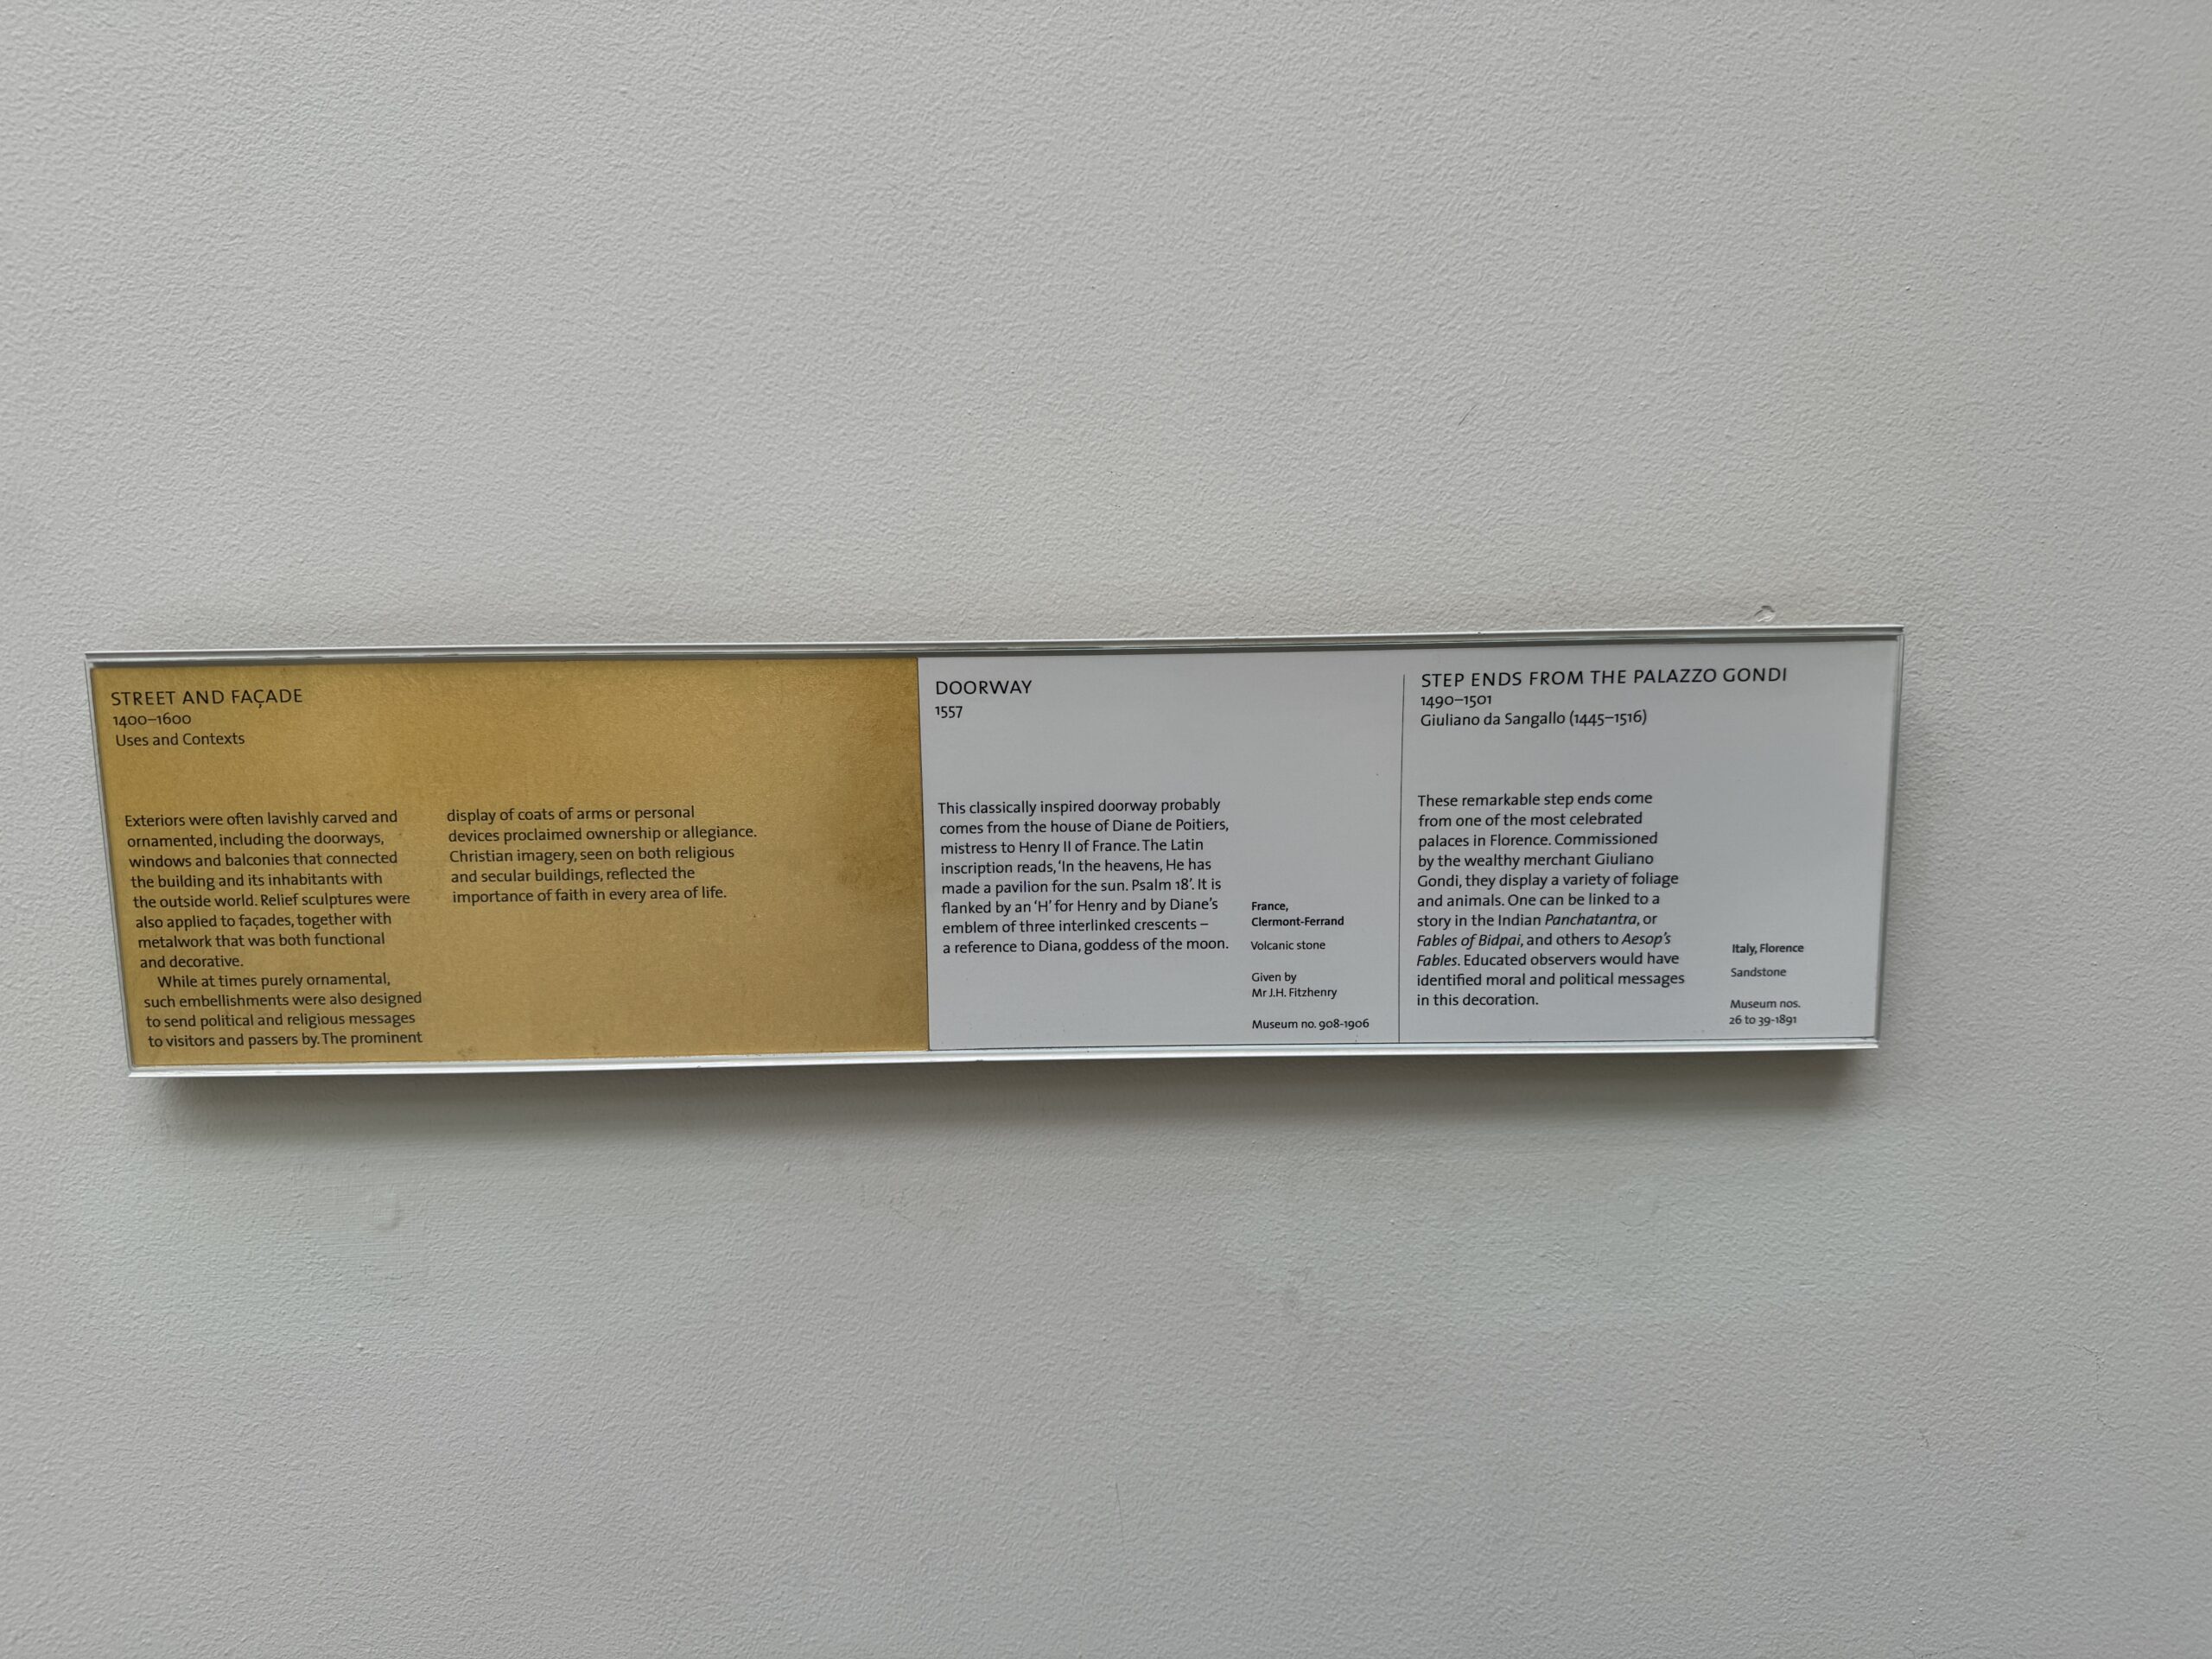 STREET AND FAÇADE
1400–1600
Uses and Contexts
Exteriors were often lavishly carved and
ornamented, including the doorways,
windows and balconies that connected
the building and its inhabitants with
the outside world. Relief sculptures were
also applied to façades, together with
metalwork that was both functional
and decorative.
While at times purely ornamental,
such embellishments were also designed
to send political and religious messages
to visitors and passers by. The prominent
display of coats of arms or personal
devices proclaimed ownership or allegiance.
Christian imagery, seen on both religious
and secular buildings, reflected the
importance of faith in every area of life.
DOORWAY
1557
This classically inspired doorway probably
comes from the house of Diane de Poitiers,
mistress to Henry II of France. The Latin
inscription reads, ‘In the heavens, He has
made a pavilion for the sun. Psalm 18’. It is
flanked by an ‘H’ for Henry and by Diane’s
emblem of three interlinked crescents –
a reference to Diana, goddess of the moon.
France,
Clermont-Ferrand
Volcanic stone
Given by
Mr J.H. Fitzhenry
Museum no. 908-1906
STEP ENDS FROM THE PALAZZO GONDI
1490–1501
Giuliano da Sangallo (1445–1516)
These remarkable step ends come
from one of the most celebrated
palaces in Florence. Commissioned
by the wealthy merchant Giuliano
Gondi, they display a variety of foliage
and animals. One can be linked to a
story in the Indian Panchatantra, or
Fables of Bidpai, and others to Aesop’s
Fables. Educated observers would have
identified moral and political messages
in this decoration.
Italy, Florence
Sandstone
Museum nos.
26 to 39-1891